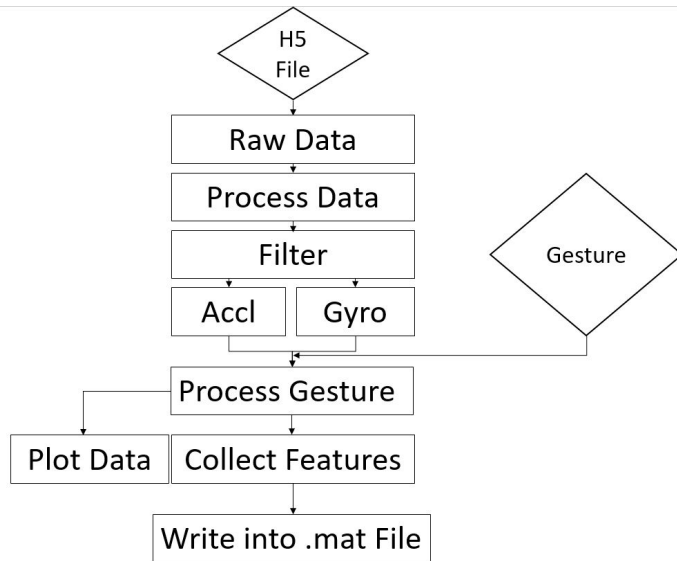 H5
File
Raw Data
Process Data
Filter
Gesture
Accl
Gyro
Process Gesture
Plot Data
Collect Features
Write into .mat File